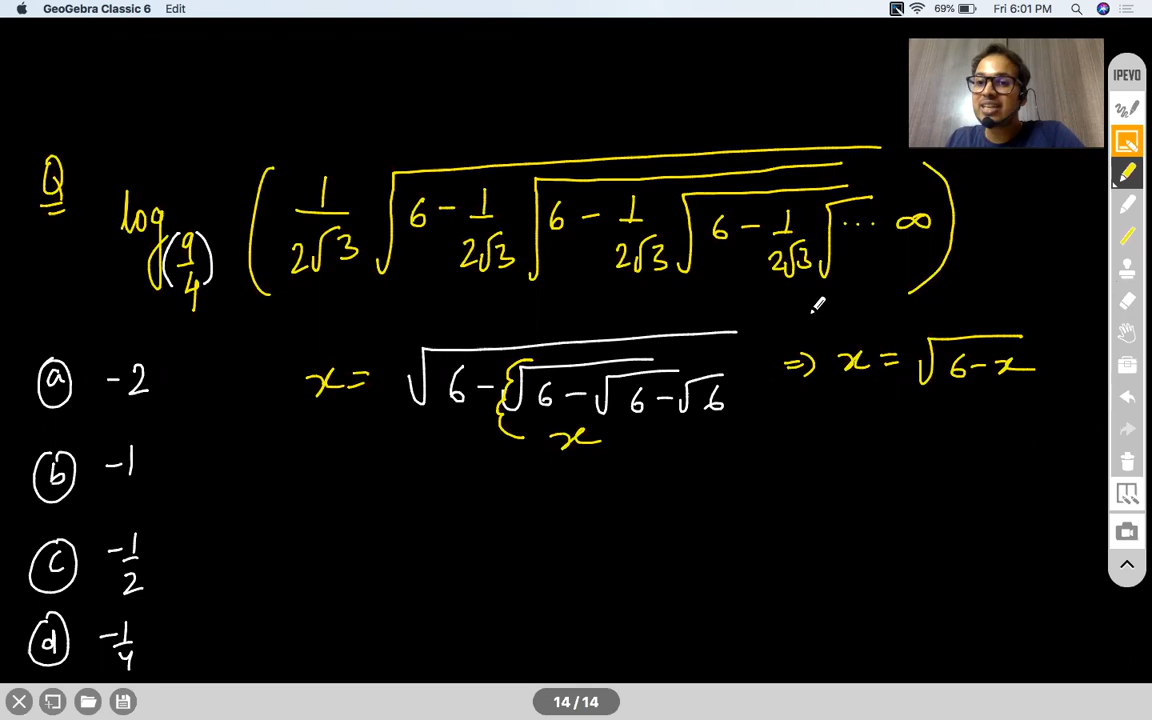 GeoGebra Classic 6 Edit 69% Fri 6:01 PM
IPEVO
Q log(9/4) ( 1/2√3 √6 - 1/2√3 √6 - 1/2√3 √6 - 1/2√3 √... ∞ )
x = √6 - √6 - √6 - √6 => x = √6 - x
x
(a) -2
(b) -1
(c) -1/2
(d) -1/4
14 / 14